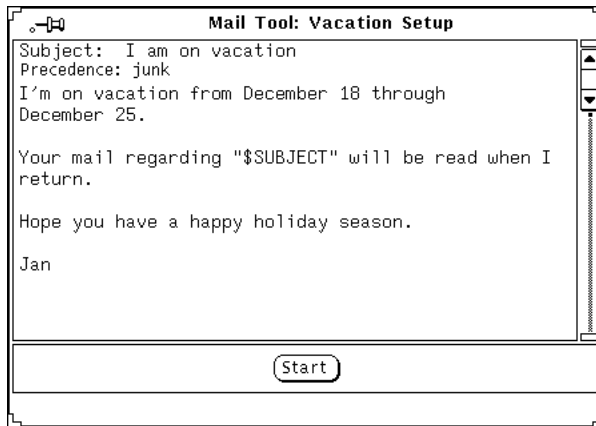 Mail Tool: Vacation Setup
Subject:  I am on vacation
Precedence: junk
I'm on vacation from December 18 through
December 25.
Your mail regarding "$SUBJECT" will be read when I
return.
Hope you have a happy holiday season.
Jan
Start